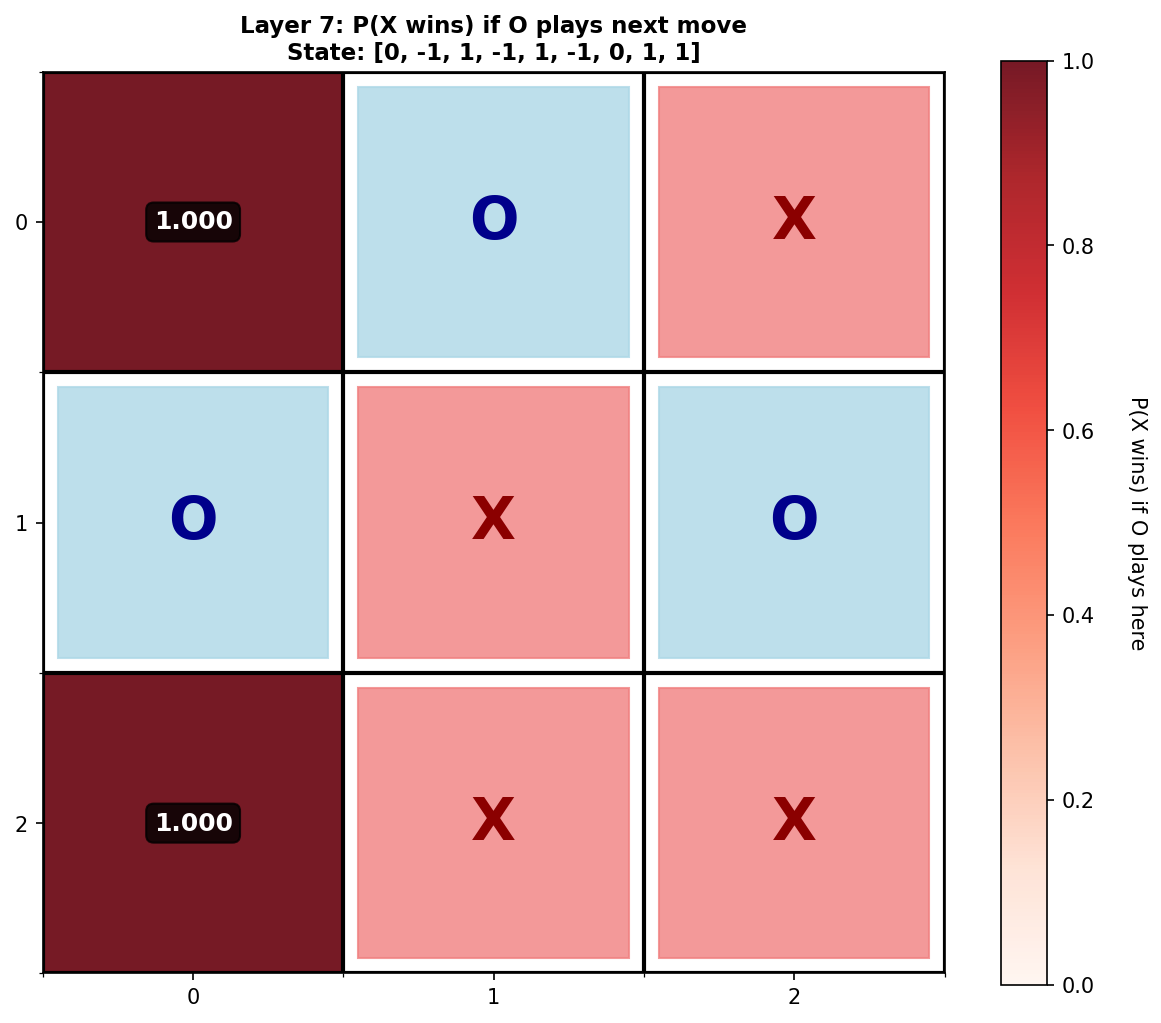 Layer 7: P(X wins) if O plays next move
State: [0, -1, 1, -1, 1, -1, 0, 1, 1]
0
1.000
O
X
1
O
X
O
2
1.000
X
X
0
1
2
1.0
0.8
0.6
0.4
0.2
0.0
P(X wins) if O plays here